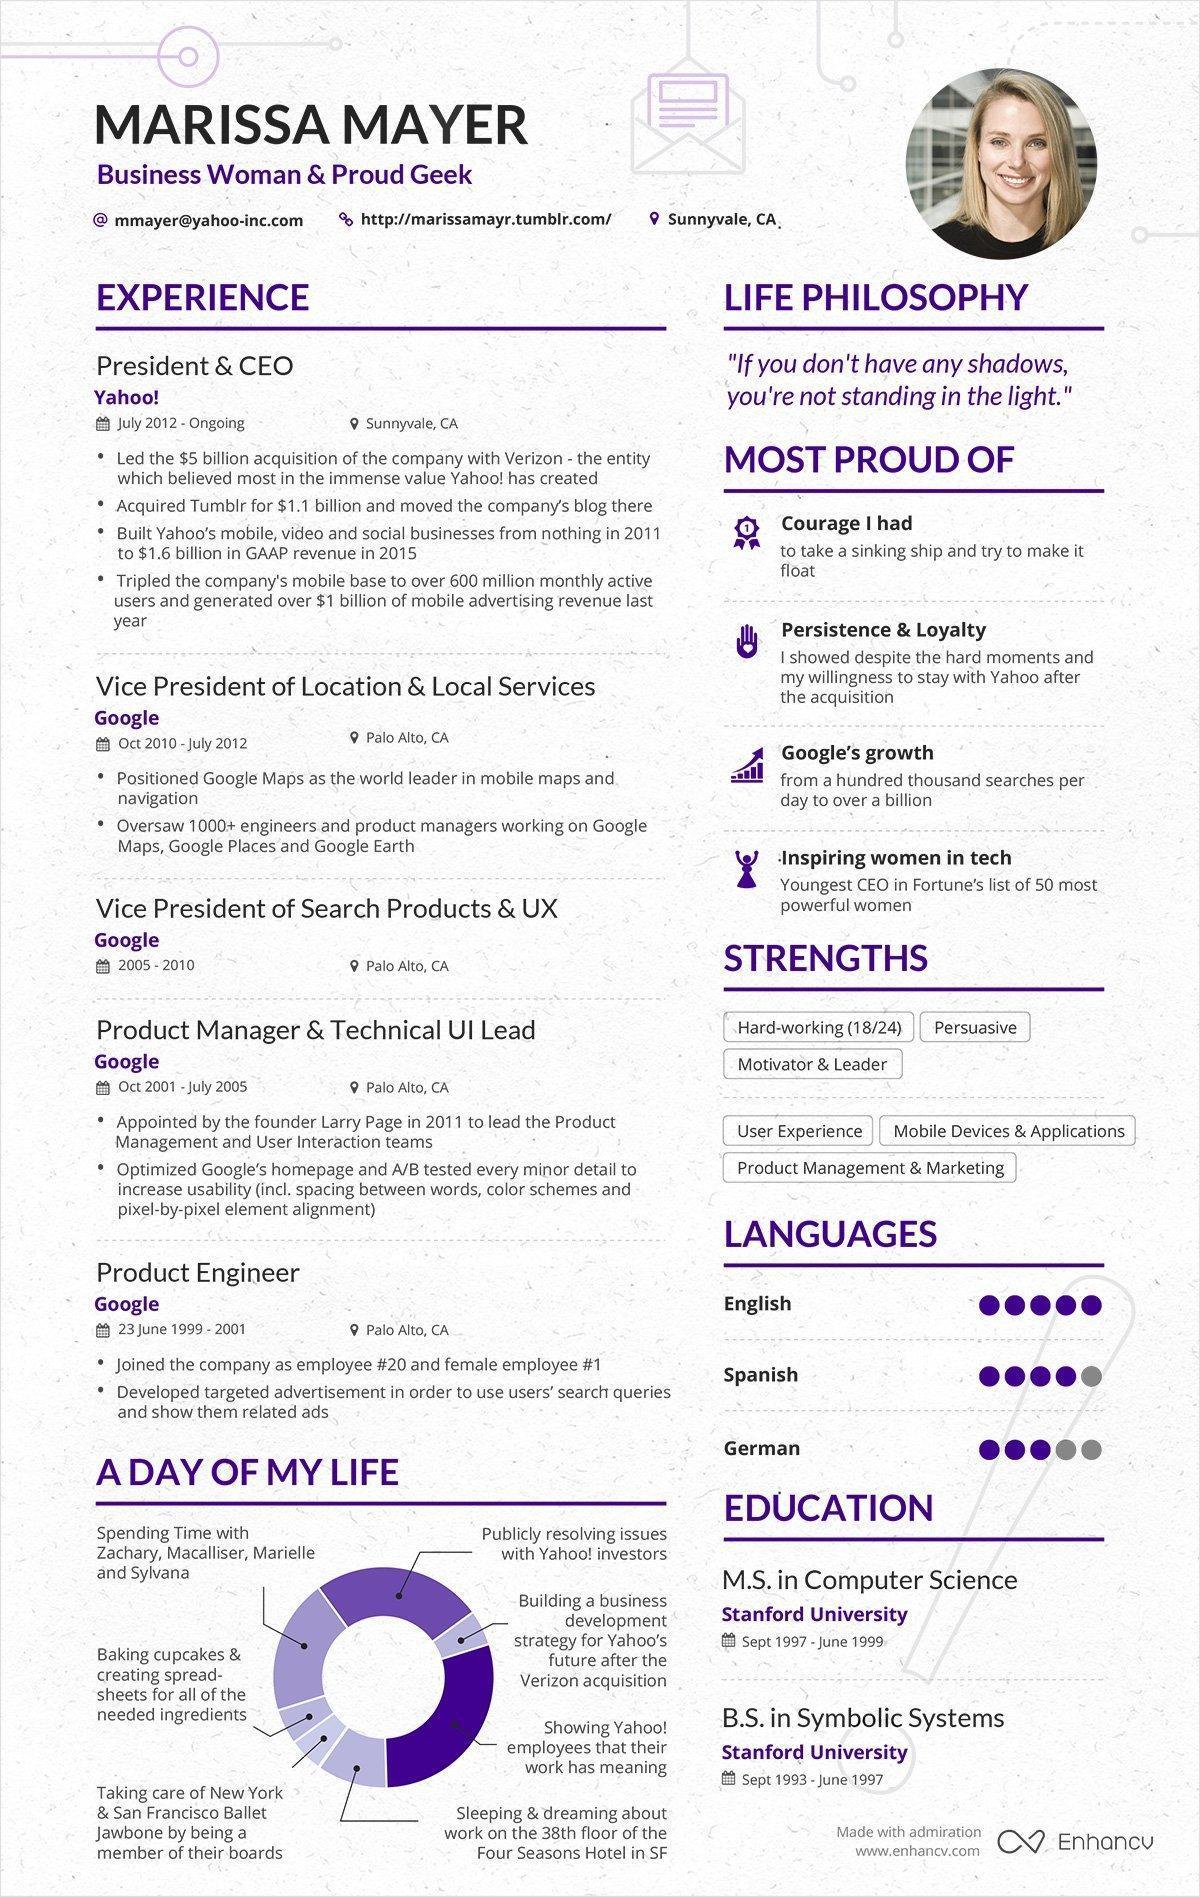 MARISSA MAYER
Business Woman & Proud Geek
@ mmayer@yahoo-inc.com
http://marissamayr.tumblr.com/
Sunnyvale, CA
EXPERIENCE
President & CEO
Yahoo!
July 2012 - Ongoing
Sunnyvale, CA
• Led the $5 billion acquisition of the company with Verizon - the entity
which believed most in the immense value Yahoo! has created
• Acquired Tumblr for $1.1 billion and moved the company's blog there
• Built Yahoo's mobile, video and social businesses from nothing in 2011
to $1.6 billion in GAAP revenue in 2015
• Tripled the company's mobile base to over 600 million monthly active
users and generated over $1 billion of mobile advertising revenue last
year
Vice President of Location & Local Services
Google
Oct 2010 - July 2012
Palo Alto, CA
• Positioned Google Maps as the world leader in mobile maps and
navigation
• Oversaw 1000+ engineers and product managers working on Google
Maps, Google Places and Google Earth
Vice President of Search Products & UX
Google
2005 - 2010
Palo Alto, CA
Product Manager & Technical UI Lead
Google
Oct 2001 - July 2005
Palo Alto, CA
• Appointed by the founder Larry Page in 2011 to lead the Product
Management and User Interaction teams
• Optimized Google's homepage and A/B tested every minor detail to
increase usability (incl. spacing between words, color schemes and
pixel-by-pixel element alignment)
Product Engineer
Google
23 June 1999 - 2001
Palo Alto, CA
• Joined the company as employee #20 and female employee #1
• Developed targeted advertisement in order to use users' search queries
and show them related ads
A DAY OF MY LIFE
Spending Time with
Zachary, Macalliser, Marielle
and Sylvana
Baking cupcakes &
creating spread-
sheets for all of the
needed ingredients
Taking care of New York
& San Francisco Ballet
Jawbone by being a
member of their boards
Publicly resolving issues
with Yahoo! investors
Building a business
development
strategy for Yahoo's
future after the
Verizon acquisition
Showing Yahoo!
employees that their
work has meaning
Sleeping & dreaming about
work on the 38th floor of the
Four Seasons Hotel in SF
LIFE PHILOSOPHY
"If you don't have any shadows,
you're not standing in the light."
MOST PROUD OF
1
Courage I had
to take a sinking ship and try to make it
float
Persistence & Loyalty
I showed despite the hard moments and
my willingness to stay with Yahoo after
the acquisition
Google's growth
from a hundred thousand searches per
day to over a billion
Inspiring women in tech
Youngest CEO in Fortune's list of 50 most
powerful women
STRENGTHS
Hard-working (18/24)
Persuasive
Motivator & Leader
User Experience
Mobile Devices & Applications
Product Management & Marketing
LANGUAGES
English
Spanish
German
EDUCATION
M.S. in Computer Science
Stanford University
Sept 1997 - June 1999
B.S. in Symbolic Systems
Stanford University
Sept 1993 - June 1997
Made with admiration
www.enhancv.com
Enhancv